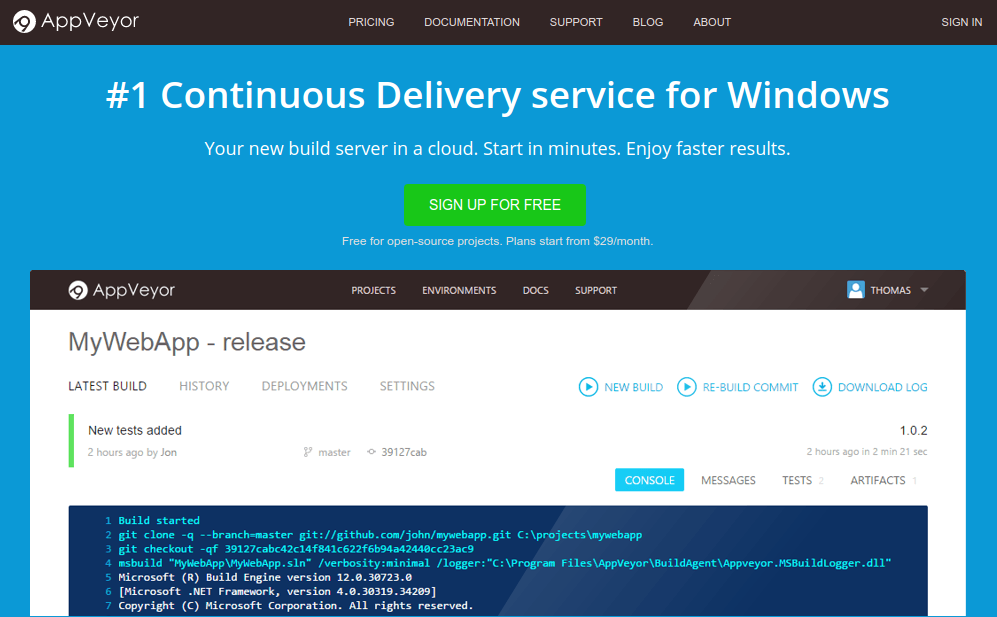 AppVeyor PRICING DOCUMENTATION SUPPORT BLOG ABOUT SIGN IN
#1 Continuous Delivery service for Windows
Your new build server in a cloud. Start in minutes. Enjoy faster results.
SIGN UP FOR FREE
Free for open-source projects. Plans start from $29/month.
AppVeyor PROJECTS ENVIRONMENTS DOCS SUPPORT THOMAS
MyWebApp - release
LATEST BUILD HISTORY DEPLOYMENTS SETTINGS NEW BUILD RE-BUILD COMMIT DOWNLOAD LOG
New tests added 1.0.2
2 hours ago by Jon master 39127cab 2 hours ago in 2 min 21 sec
CONSOLE MESSAGES TESTS 2 ARTIFACTS 1
1 Build started
2 git clone -q --branch=master git://github.com/john/mywebapp.git C:\projects\mywebapp
3 git checkout -qf 39127cabc42c14f841c622f6b94a42440cc23ac9
4 msbuild "MyWebApp\MyWebApp.sln" /verbosity:minimal /logger:"C:\Program Files\AppVeyor\BuildAgent\Appveyor.MSBuildLogger.dll"
5 Microsoft (R) Build Engine version 12.0.30723.0
6 [Microsoft .NET Framework, version 4.0.30319.34209]
7 Copyright (C) Microsoft Corporation. All rights reserved.